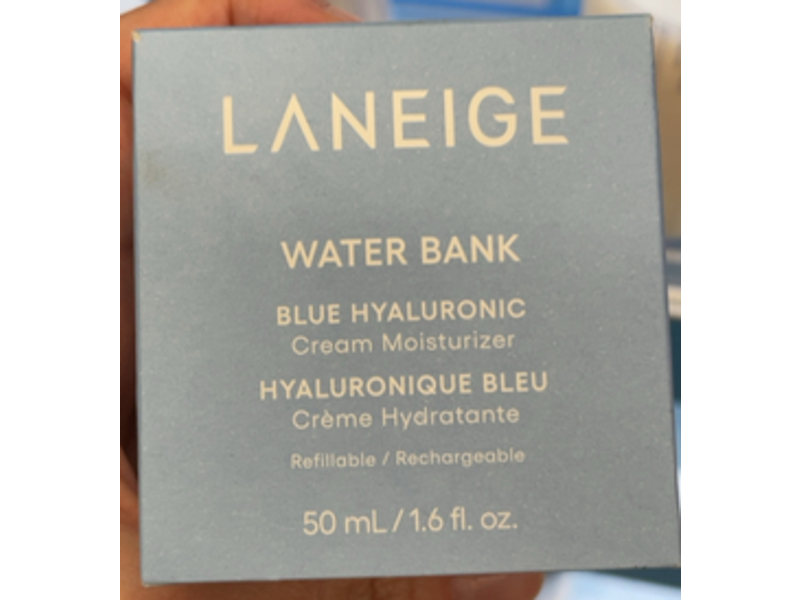 LANEIGE
WATER BANK
BLUE HYALURONIC
Cream Moisturizer
HYALURONIQUE BLEU
Crème Hydratante
Refillable / Rechargeable
50 mL / 1.6 fl. oz.